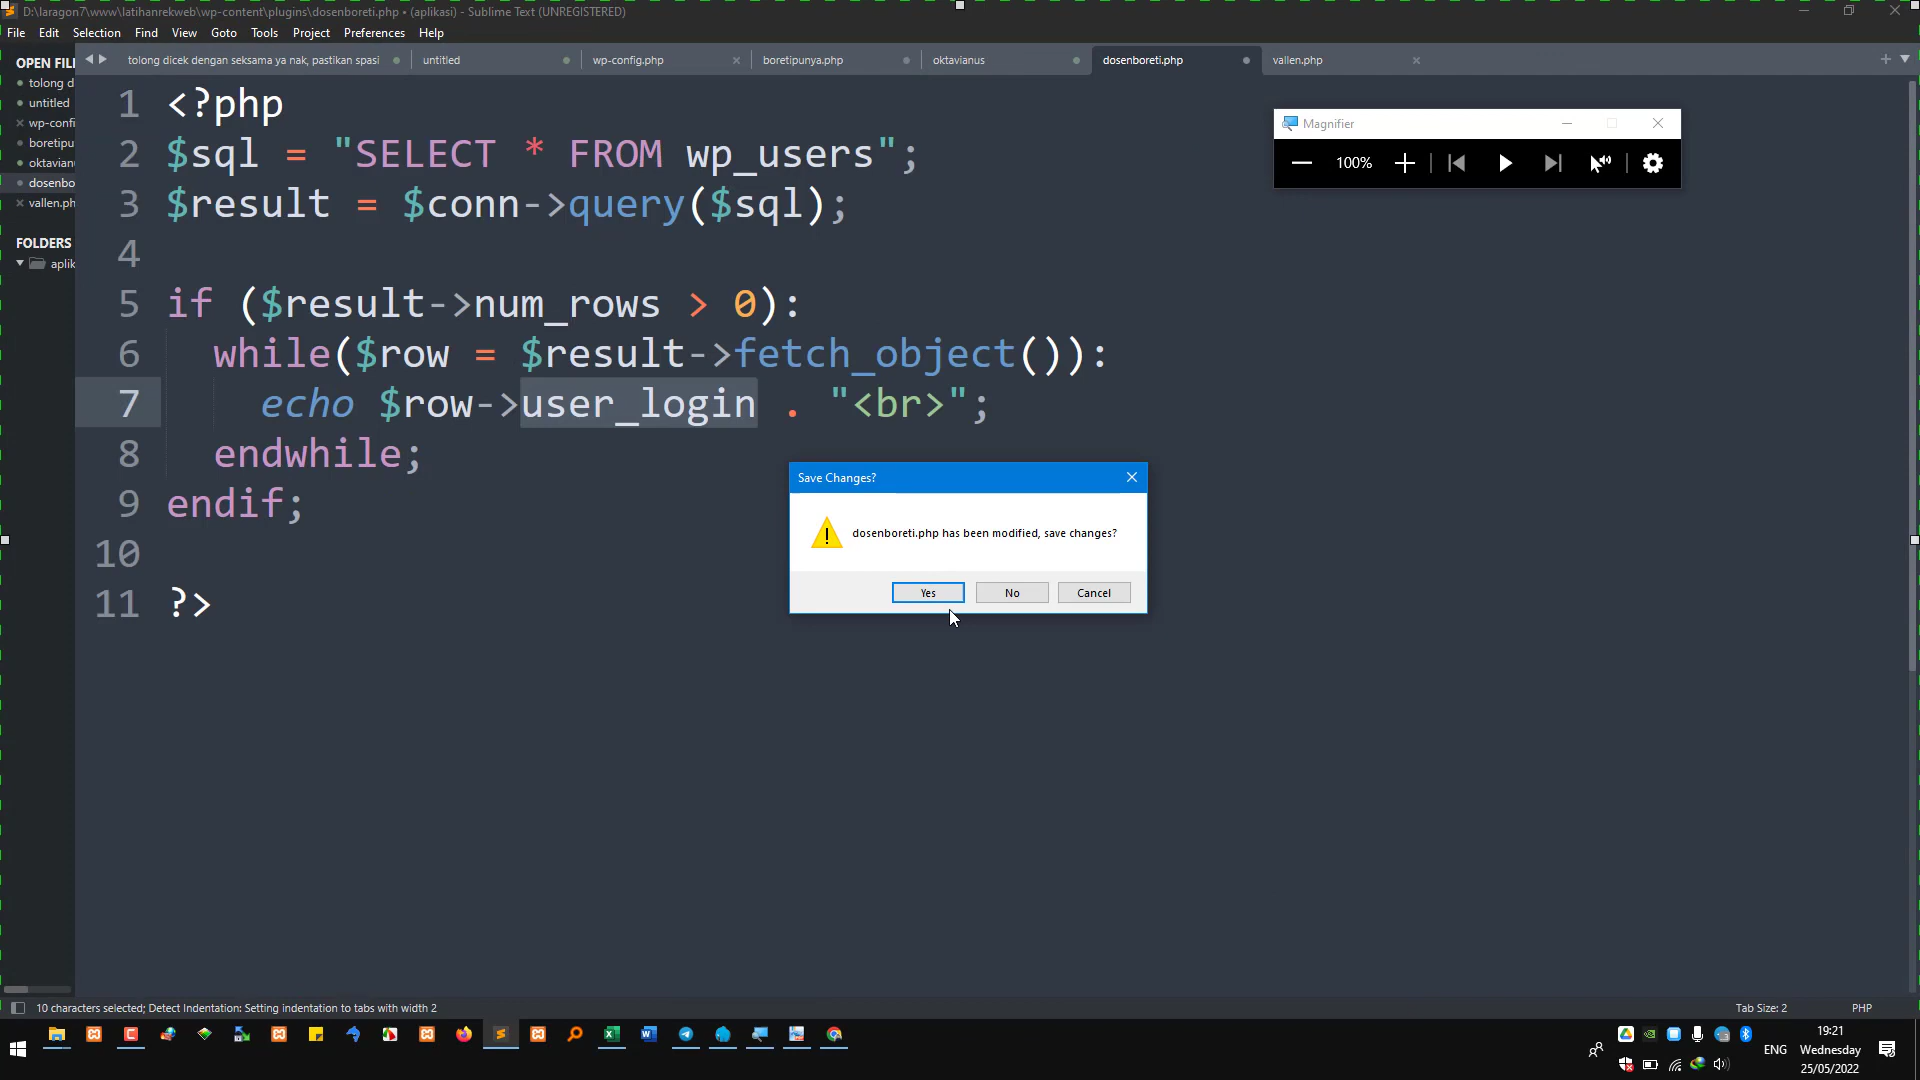 D:\laragon7\www\latihanrekweb\wp-content\plugins\dosenboreti.php • (aplikasi) - Sublime Text (UNREGISTERED)
File Edit Selection Find View Goto Tools Project Preferences Help
OPEN FIL
tolong d
untitled
wp-confi
boretipu
oktavian
dosenbo
vallen.ph
FOLDERS
aplik
tolong dicek dengan seksama ya nak, pastikan spasi untitled wp-config.php boretipunya.php oktavianus dosenboreti.php vallen.php
1 <?php
2 $sql = "SELECT * FROM wp_users";
3 $result = $conn->query($sql);
4
5 if ($result->num_rows > 0):
6 while($row = $result->fetch_object()):
7 echo $row->user_login . "<br>";
8 endwhile;
9 endif;
10
11 ?>
Magnifier
100%
Save Changes?
dosenboreti.php has been modified, save changes?
Yes No Cancel
10 characters selected; Detect Indentation: Setting indentation to tabs with width 2
Tab Size: 2 PHP
19:21
ENG Wednesday
25/05/2022